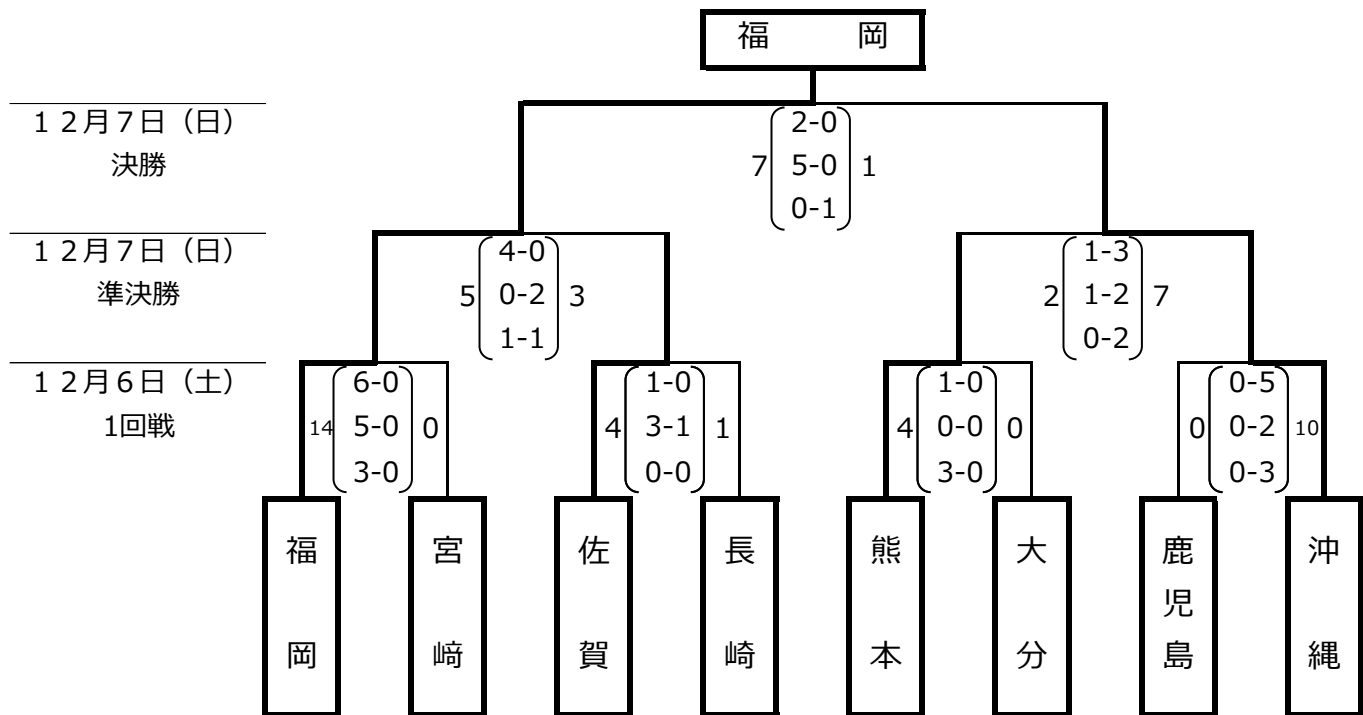 福　岡
１２月７日（日）
決勝
2-0
7 5-0 1
0-1
１２月７日（日）
準決勝
4-0
5 0-2 3
1-1
1-3
2 1-2 7
0-2
１２月６日（土）
1回戦
6-0
14 5-0 0
3-0
1-0
4 3-1 1
0-0
1-0
4 0-0 0
3-0
0-5
0 0-2 10
0-3
福岡
宮﨑
佐賀
長崎
熊本
大分
鹿児島
沖縄